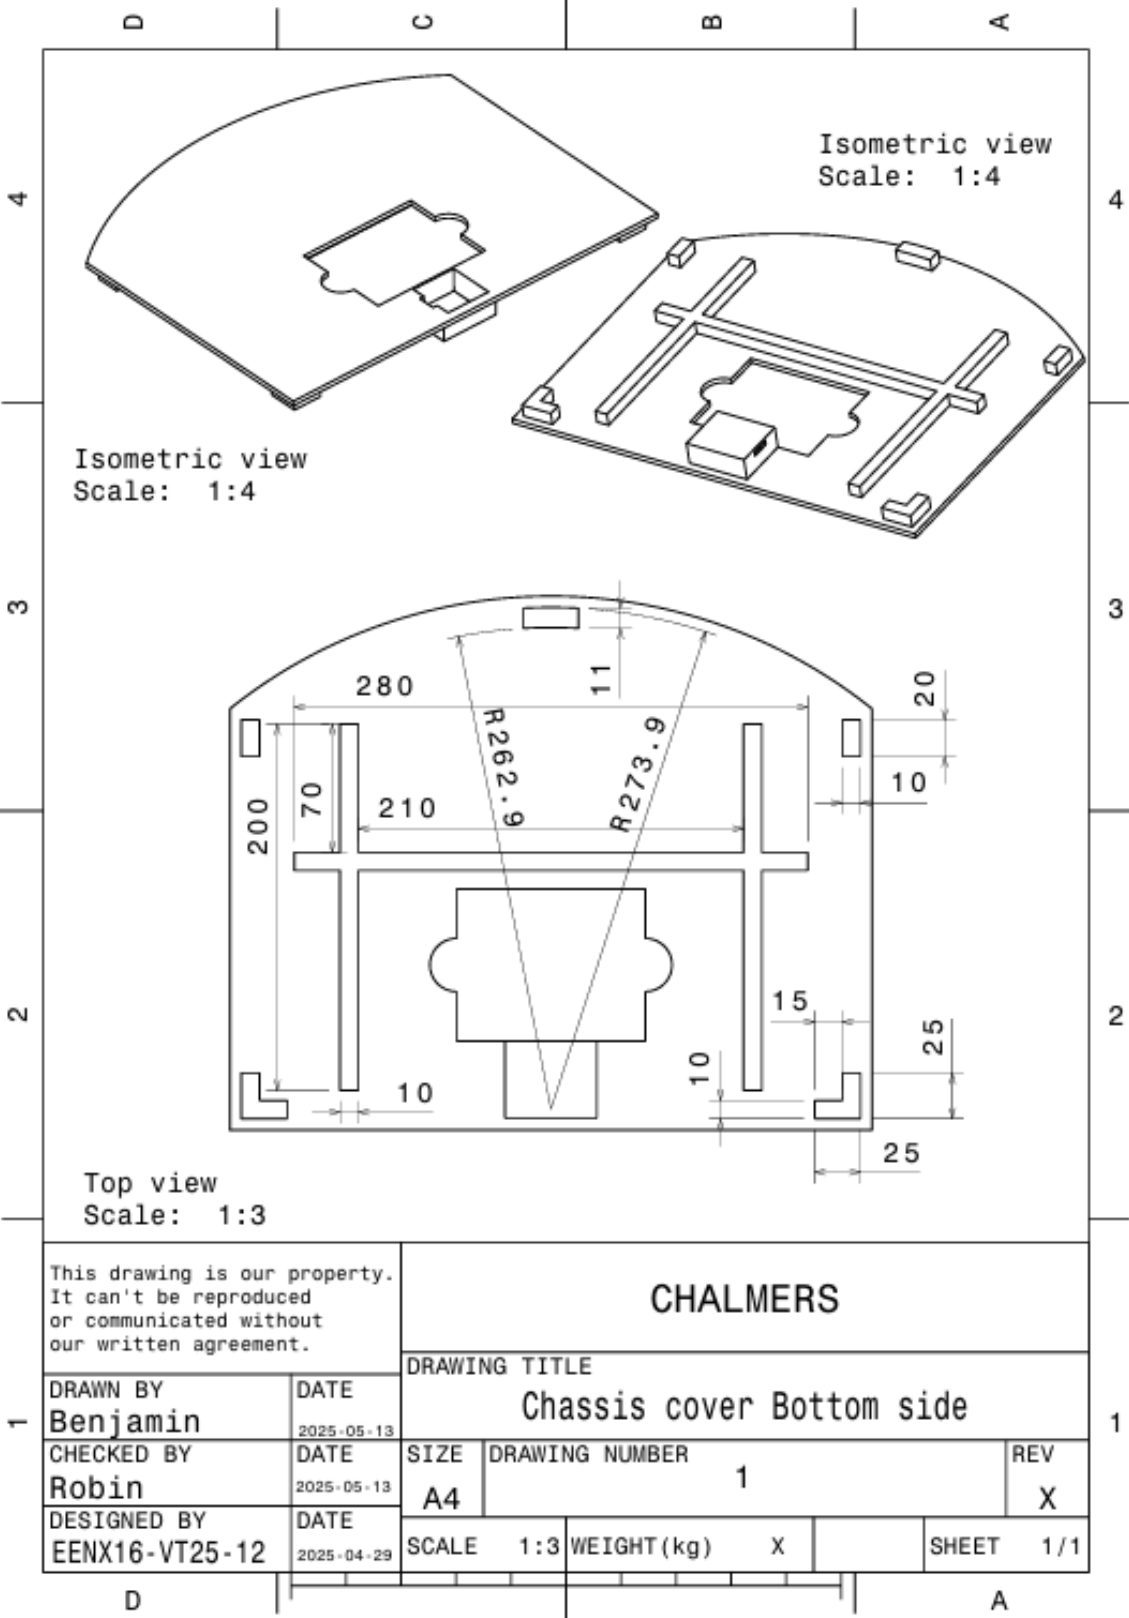 D C B A
Isometric view
Scale: 1:4
4 4
Isometric view
Scale: 1:4
3 3
11
20
280
R262.9
R273.9
10
70
210
200
2 2
15
25
10
10
25
Top view
Scale: 1:3
This drawing is our property.
It can't be reproduced
or communicated without
our written agreement.
CHALMERS
DRAWING TITLE
Chassis cover Bottom side
DRAWN BY DATE
Benjamin 2025-05-13
1 1
CHECKED BY DATE
Robin 2025-05-13
SIZE DRAWING NUMBER REV
A4 1 X
DESIGNED BY DATE
EENX16-VT25-12 2025-04-29
SCALE 1:3 WEIGHT(kg) X SHEET 1/1
D A